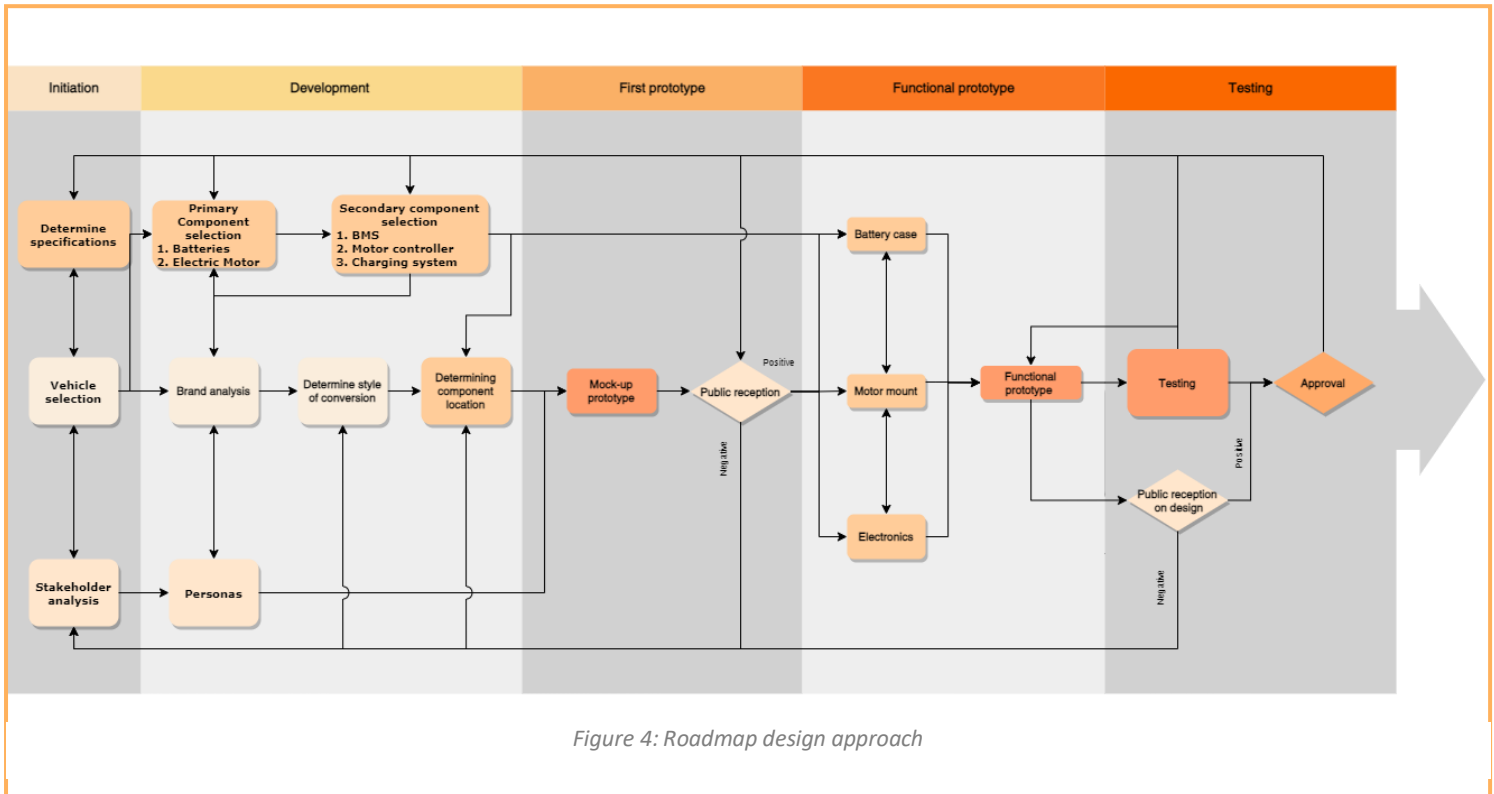 Initiation
Development
First prototype
Functional prototype
Testing
Determine
specifications
Primary
Component
selection
1. Batteries
2. Electric Motor
Secondary component
selection
1. BMS
2. Motor controller
3. Charging system
Battery case
Vehicle
selection
Brand analysis
Determine style
of conversion
Determining
component
location
Mock-up
prototype
Public reception
Positive
Negative
Motor mount
Functional
prototype
Testing
Approval
Positive
Public reception
on design
Negative
Electronics
Stakeholder
analysis
Personas
Figure 4: Roadmap design approach